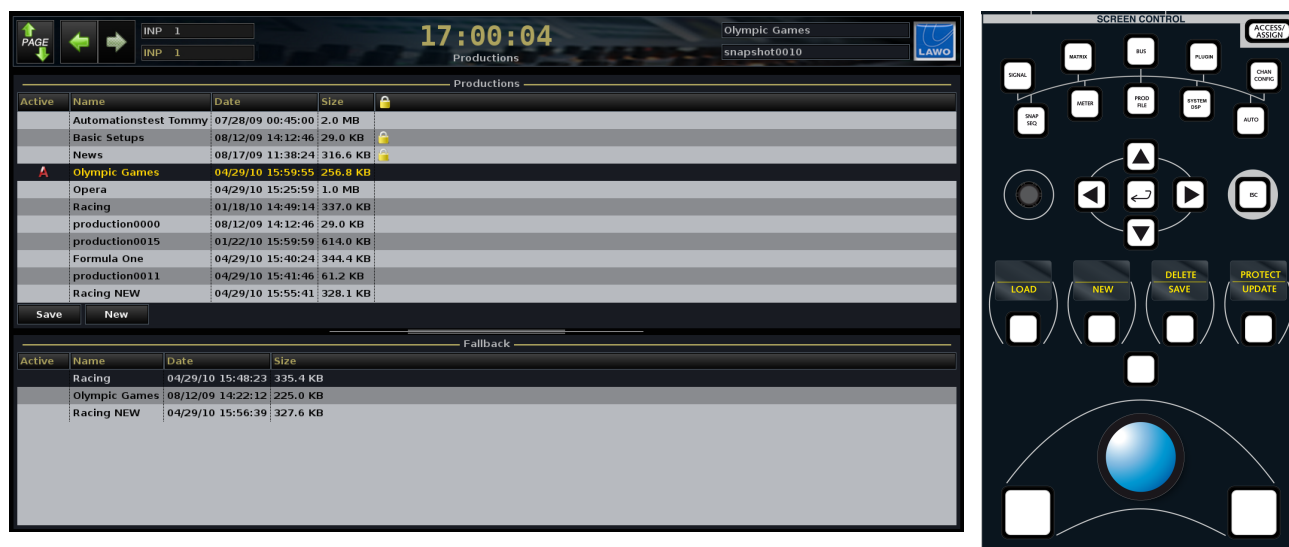 PAGE
INP 1
INP 1
17:00:04
Productions
Olympic Games
snapshot0010
LAWO
Productions
Active Name Date Size
Automationstest Tommy 07/28/09 00:45:00 2.0 MB
Basic Setups 08/12/09 14:12:46 29.0 KB
News 08/17/09 11:38:24 316.6 KB
A Olympic Games 04/29/10 15:59:55 256.8 KB
Opera 04/29/10 15:25:59 1.0 MB
Racing 01/18/10 14:49:14 337.0 KB
production0000 08/12/09 14:12:46 29.0 KB
production0015 01/22/10 15:59:59 614.0 KB
Formula One 04/29/10 15:40:24 344.4 KB
production0011 04/29/10 15:41:46 61.2 KB
Racing NEW 04/29/10 15:55:41 328.1 KB
Save New
Fallback
Active Name Date Size
Racing 04/29/10 15:48:23 335.4 KB
Olympic Games 08/12/09 14:22:12 225.0 KB
Racing NEW 04/29/10 15:56:39 327.6 KB
SCREEN CONTROL
ACCESS/
ASSIGN
SIGNAL
MATRIX
BUS
PLUGIN
CHAN
CONFIG
SNAP
SEQ
METER
PROD
FILE
SYSTEM
DSP
AUTO
ESC
LOAD
NEW
DELETE
SAVE
PROTECT
UPDATE